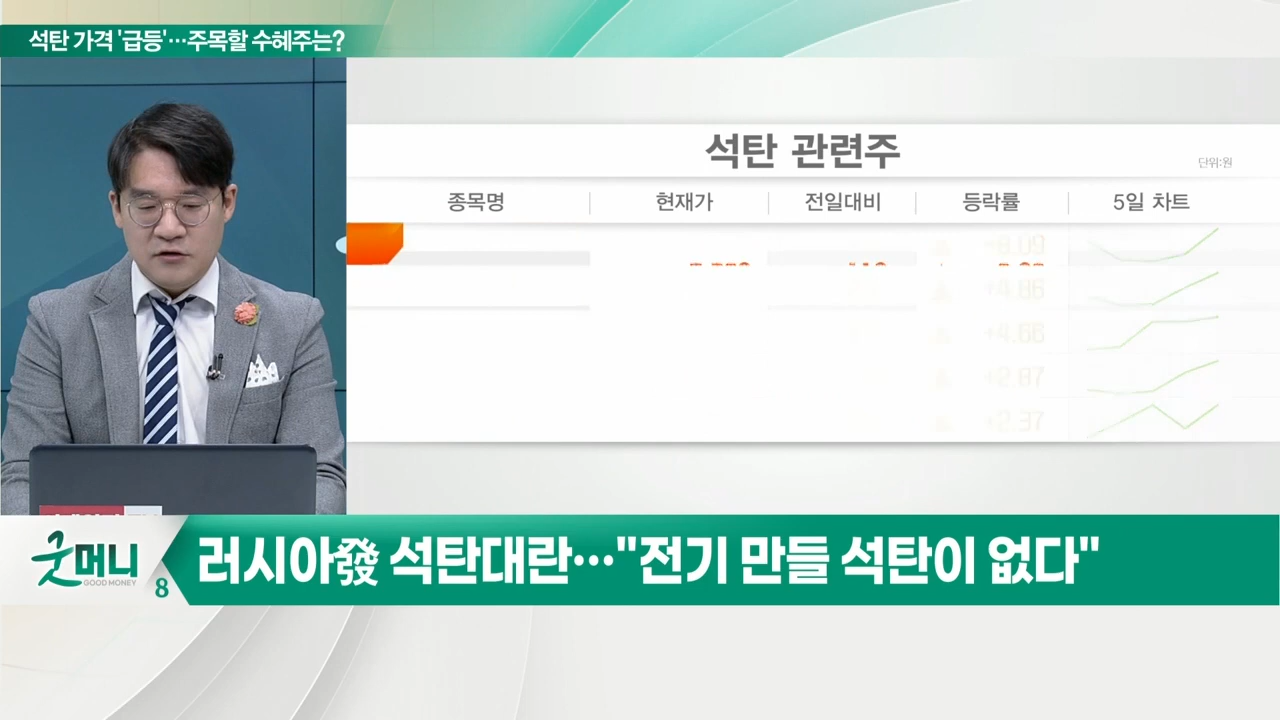 석탄 가격 '급등'…주목할 수혜주는?
석탄 관련주
단위:원
종목명 현재가 전일대비 등락률 5일 차트
+4.86
+4.66
+2.87
+2.37
러시아發 석탄대란…"전기 만들 석탄이 없다"
굿머니
GOOD MONEY
8